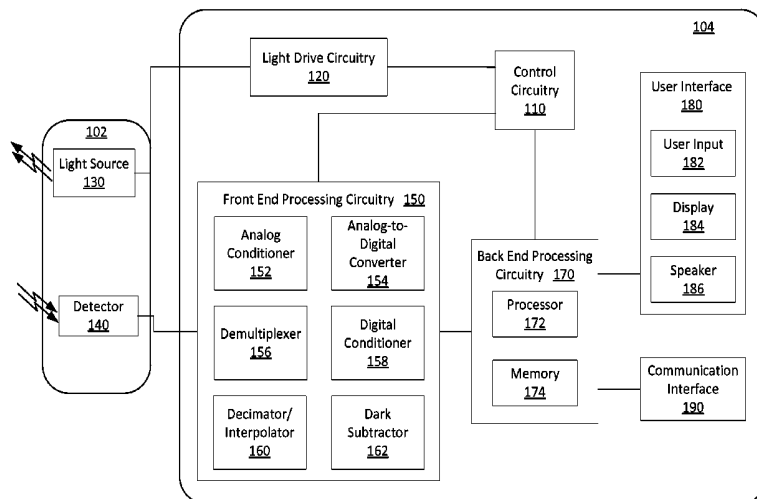 104
Light Drive Circuitry
120
Control
Circuitry
110
User Interface
180
User Input
182
Display
184
Speaker
186
102
Light Source
130
Detector
140
Front End Processing Circuitry 150
Analog
Conditioner
152
Analog-to-
Digital
Converter
154
Demultiplexer
156
Digital
Conditioner
158
Decimator/
Interpolator
160
Dark
Subtractor
162
Back End Processing
Circuitry 170
Processor
172
Memory
174
Communication
Interface
190